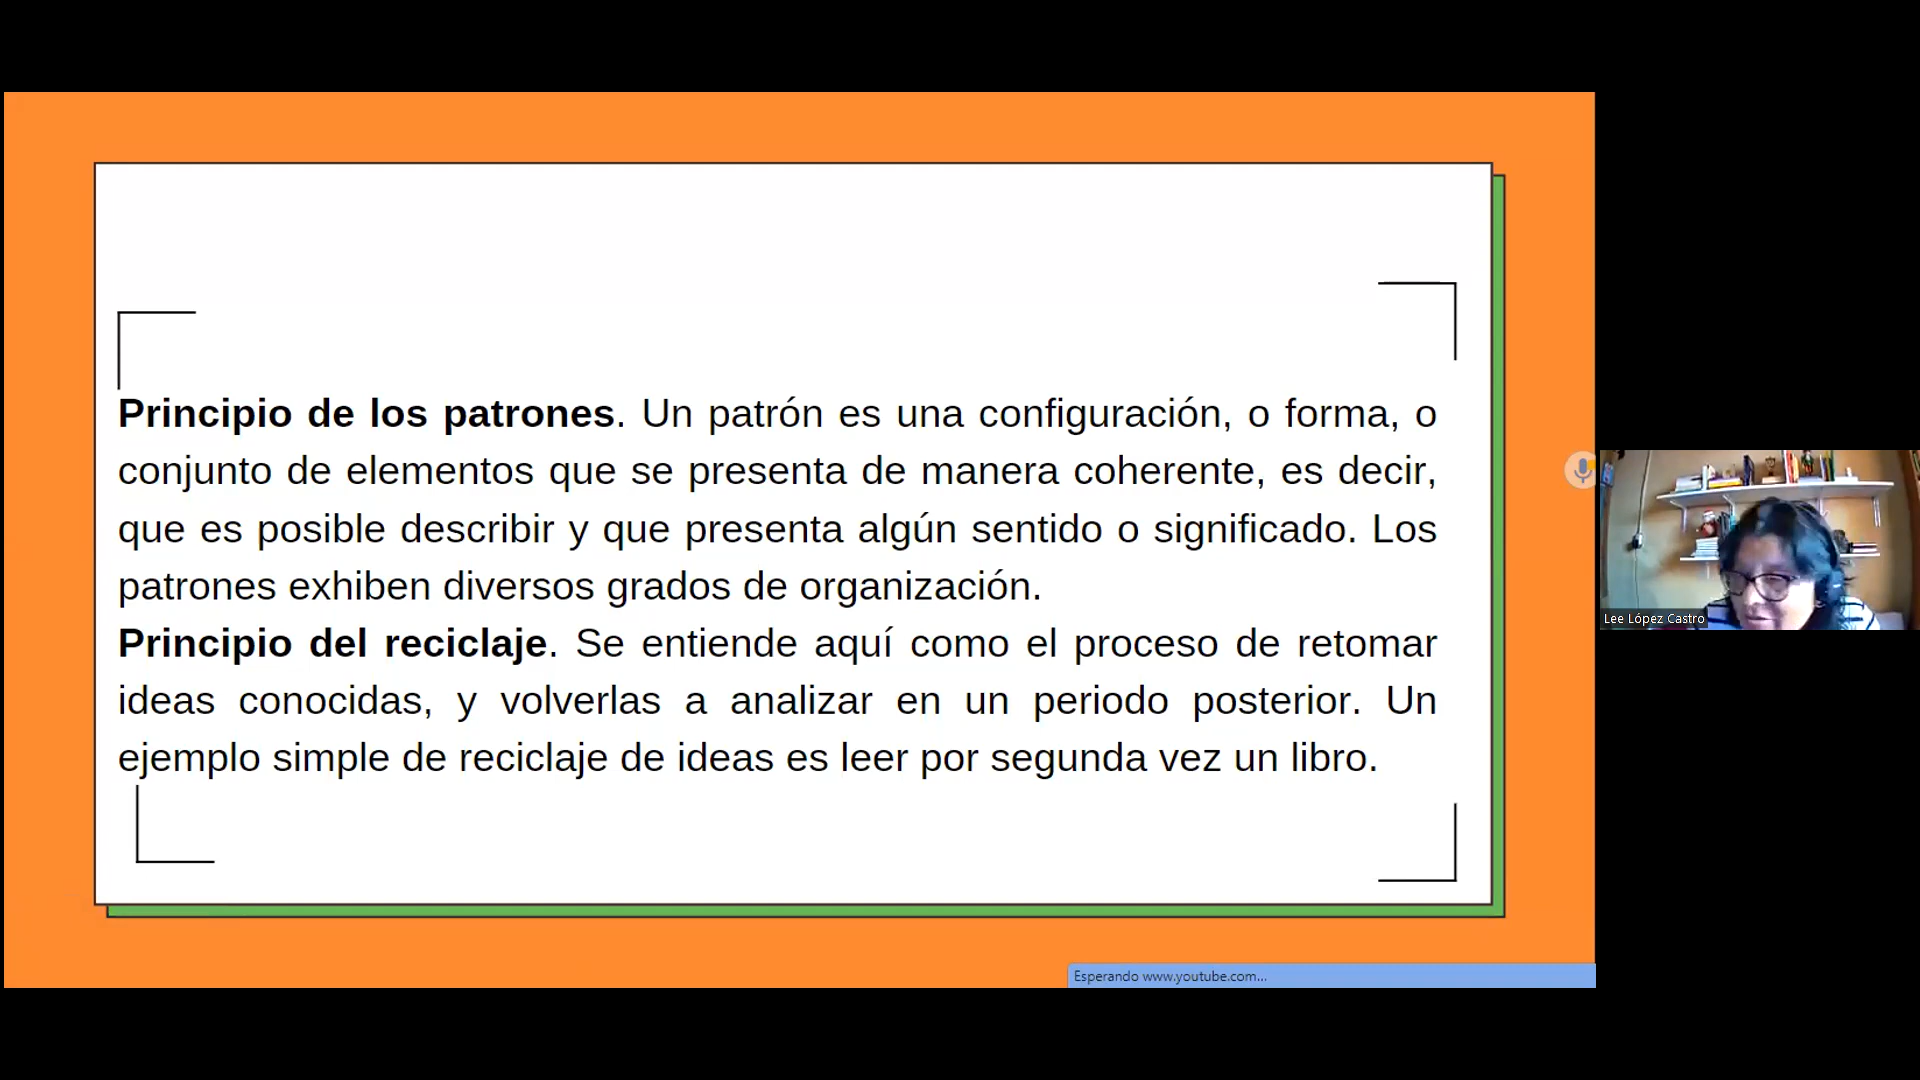 Principio de los patrones. Un patrón es una configuración, o forma, o
conjunto de elementos que se presenta de manera coherente, es decir,
que es posible describir y que presenta algún sentido o significado. Los
patrones exhiben diversos grados de organización.
Principio del reciclaje. Se entiende aquí como el proceso de retomar
ideas conocidas, y volverlas a analizar en un periodo posterior. Un
ejemplo simple de reciclaje de ideas es leer por segunda vez un libro.
Lee López Castro
Esperando www.youtube.com...